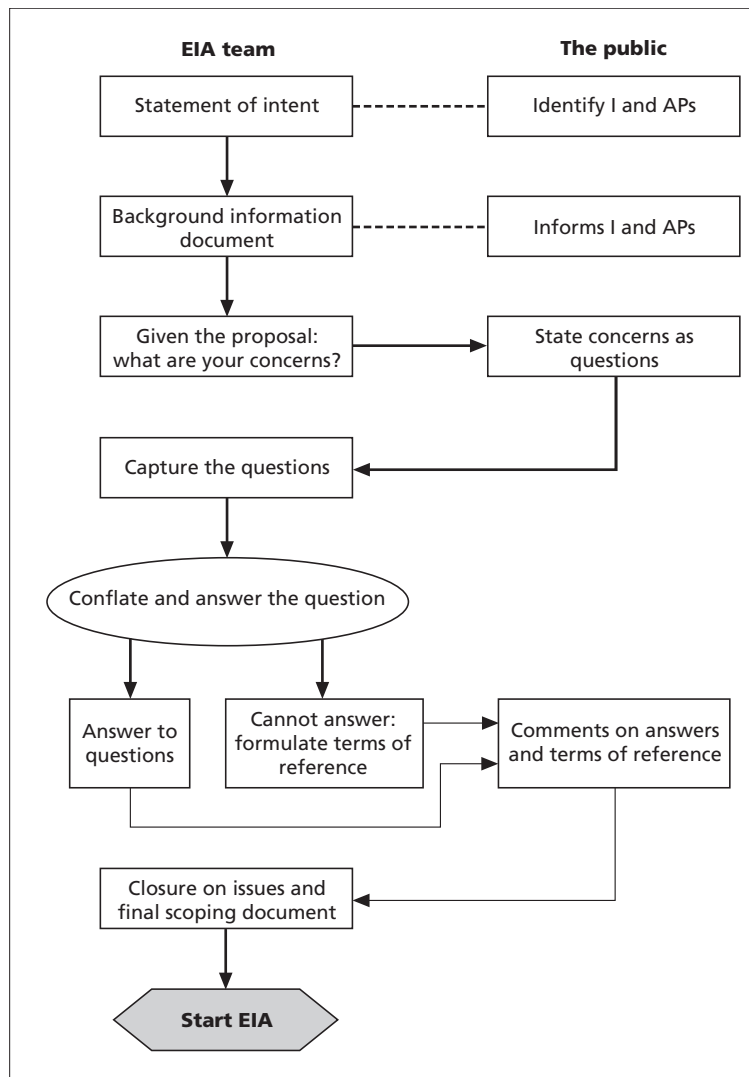 EIA team
The public
Statement of intent
Identify I and APs
Background information
document
Informs I and APs
Given the proposal:
what are your concerns?
State concerns as
questions
Capture the questions
Conflate and answer the question
Answer to
questions
Cannot answer:
formulate terms of
reference
Comments on answers
and terms of reference
Closure on issues and
final scoping document
Start EIA